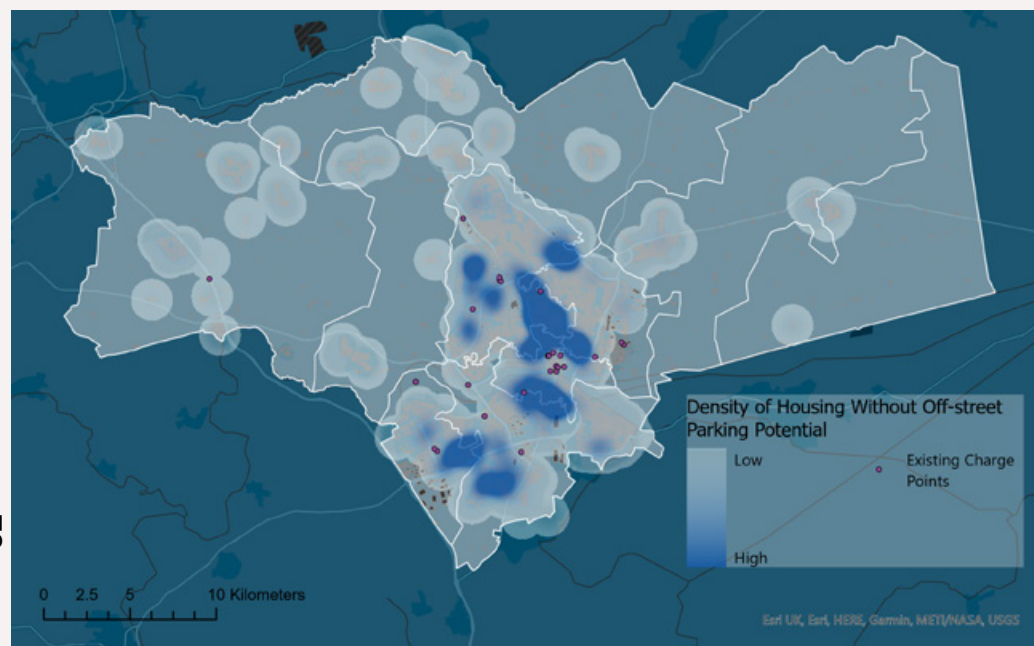 Density of Housing Without Off-street
Parking Potential
Low
High
Existing Charge
Points
0 2.5 5 10 Kilometers
Esri UK, Esri, HERE, Garmin, METI/NASA, USGS